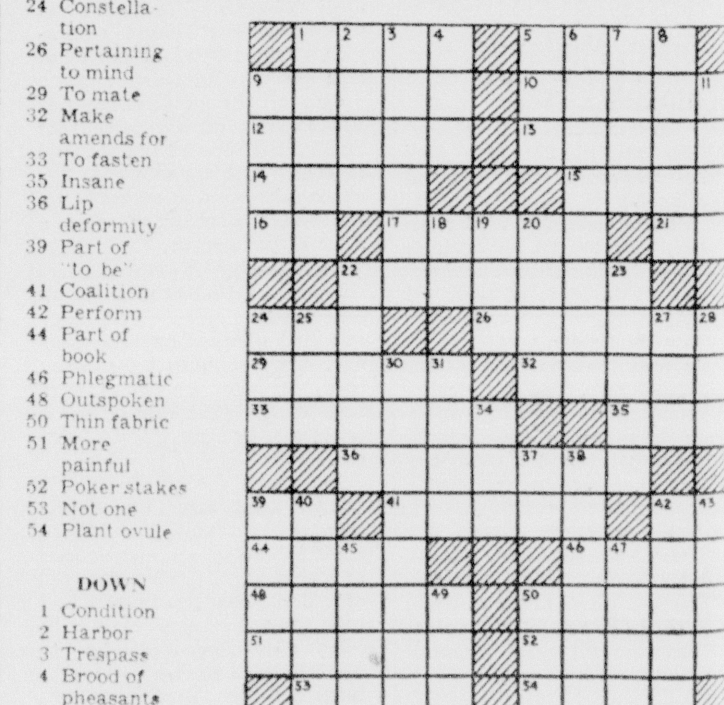 24 Constella-
tion
26 Pertaining
to mind
29 To mate
32 Make
amends for
33 To fasten
35 Insane
36 Lip
deformity
39 Part of
"to be"
41 Coalition
42 Perform
44 Part of
book
46 Phlegmatic
48 Outspoken
50 Thin fabric
51 More
painful
52 Poker stakes
53 Not one
54 Plant ovule
DOWN
1 Condition
2 Harbor
3 Trespass
4 Brood of
pheasants
1 2 3 4 5 6 7 8
9 10 11
12 13
14 15
16 17 18 19 20 21
22 23
24 25 26 27 28
29 30 31 32
33 34 35
36 37 38
39 40 41 42 43
44 45 46 47
48 49 50
51 52
53 54